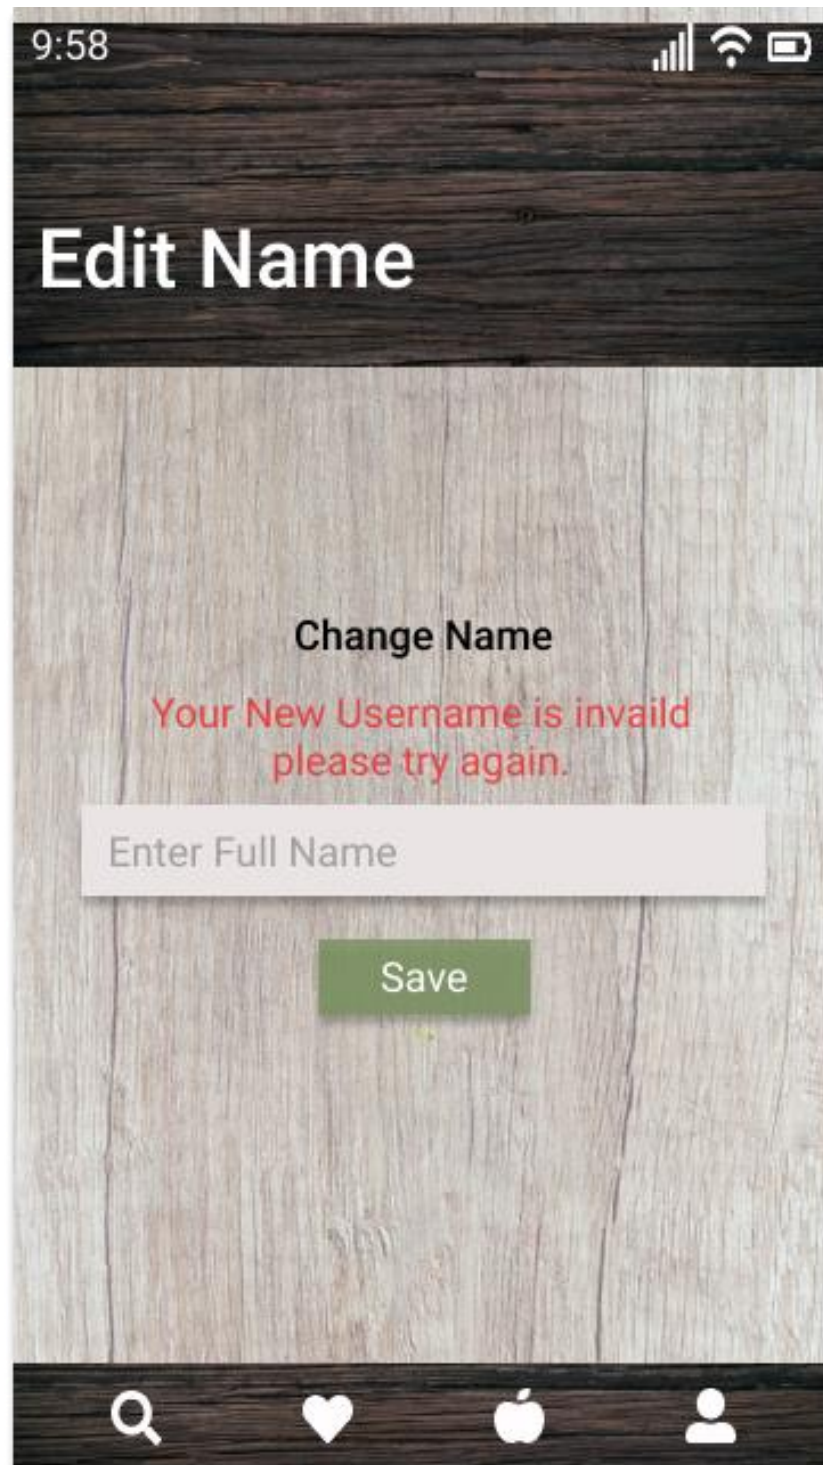 9:58
Edit Name
Change Name
Your New Username is invaild
please try again.
Enter Full Name
Save